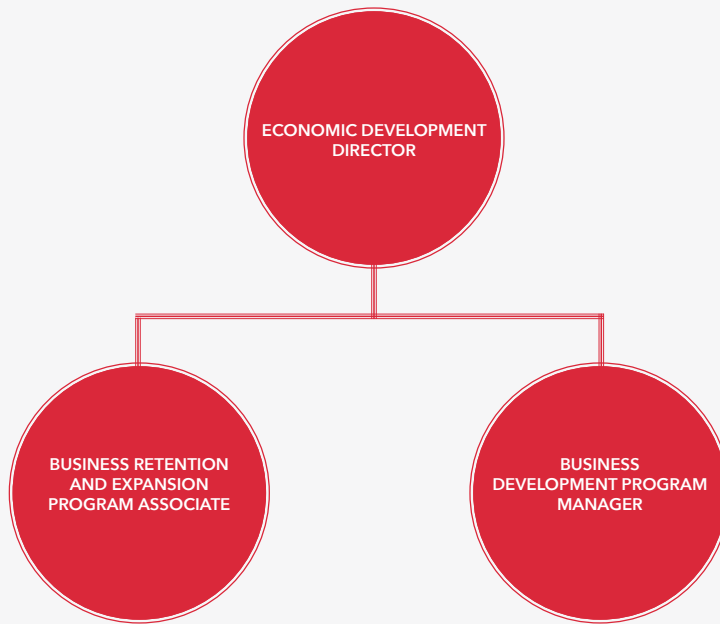 ECONOMIC DEVELOPMENT
DIRECTOR
BUSINESS RETENTION
AND EXPANSION
PROGRAM ASSOCIATE
BUSINESS
DEVELOPMENT PROGRAM
MANAGER